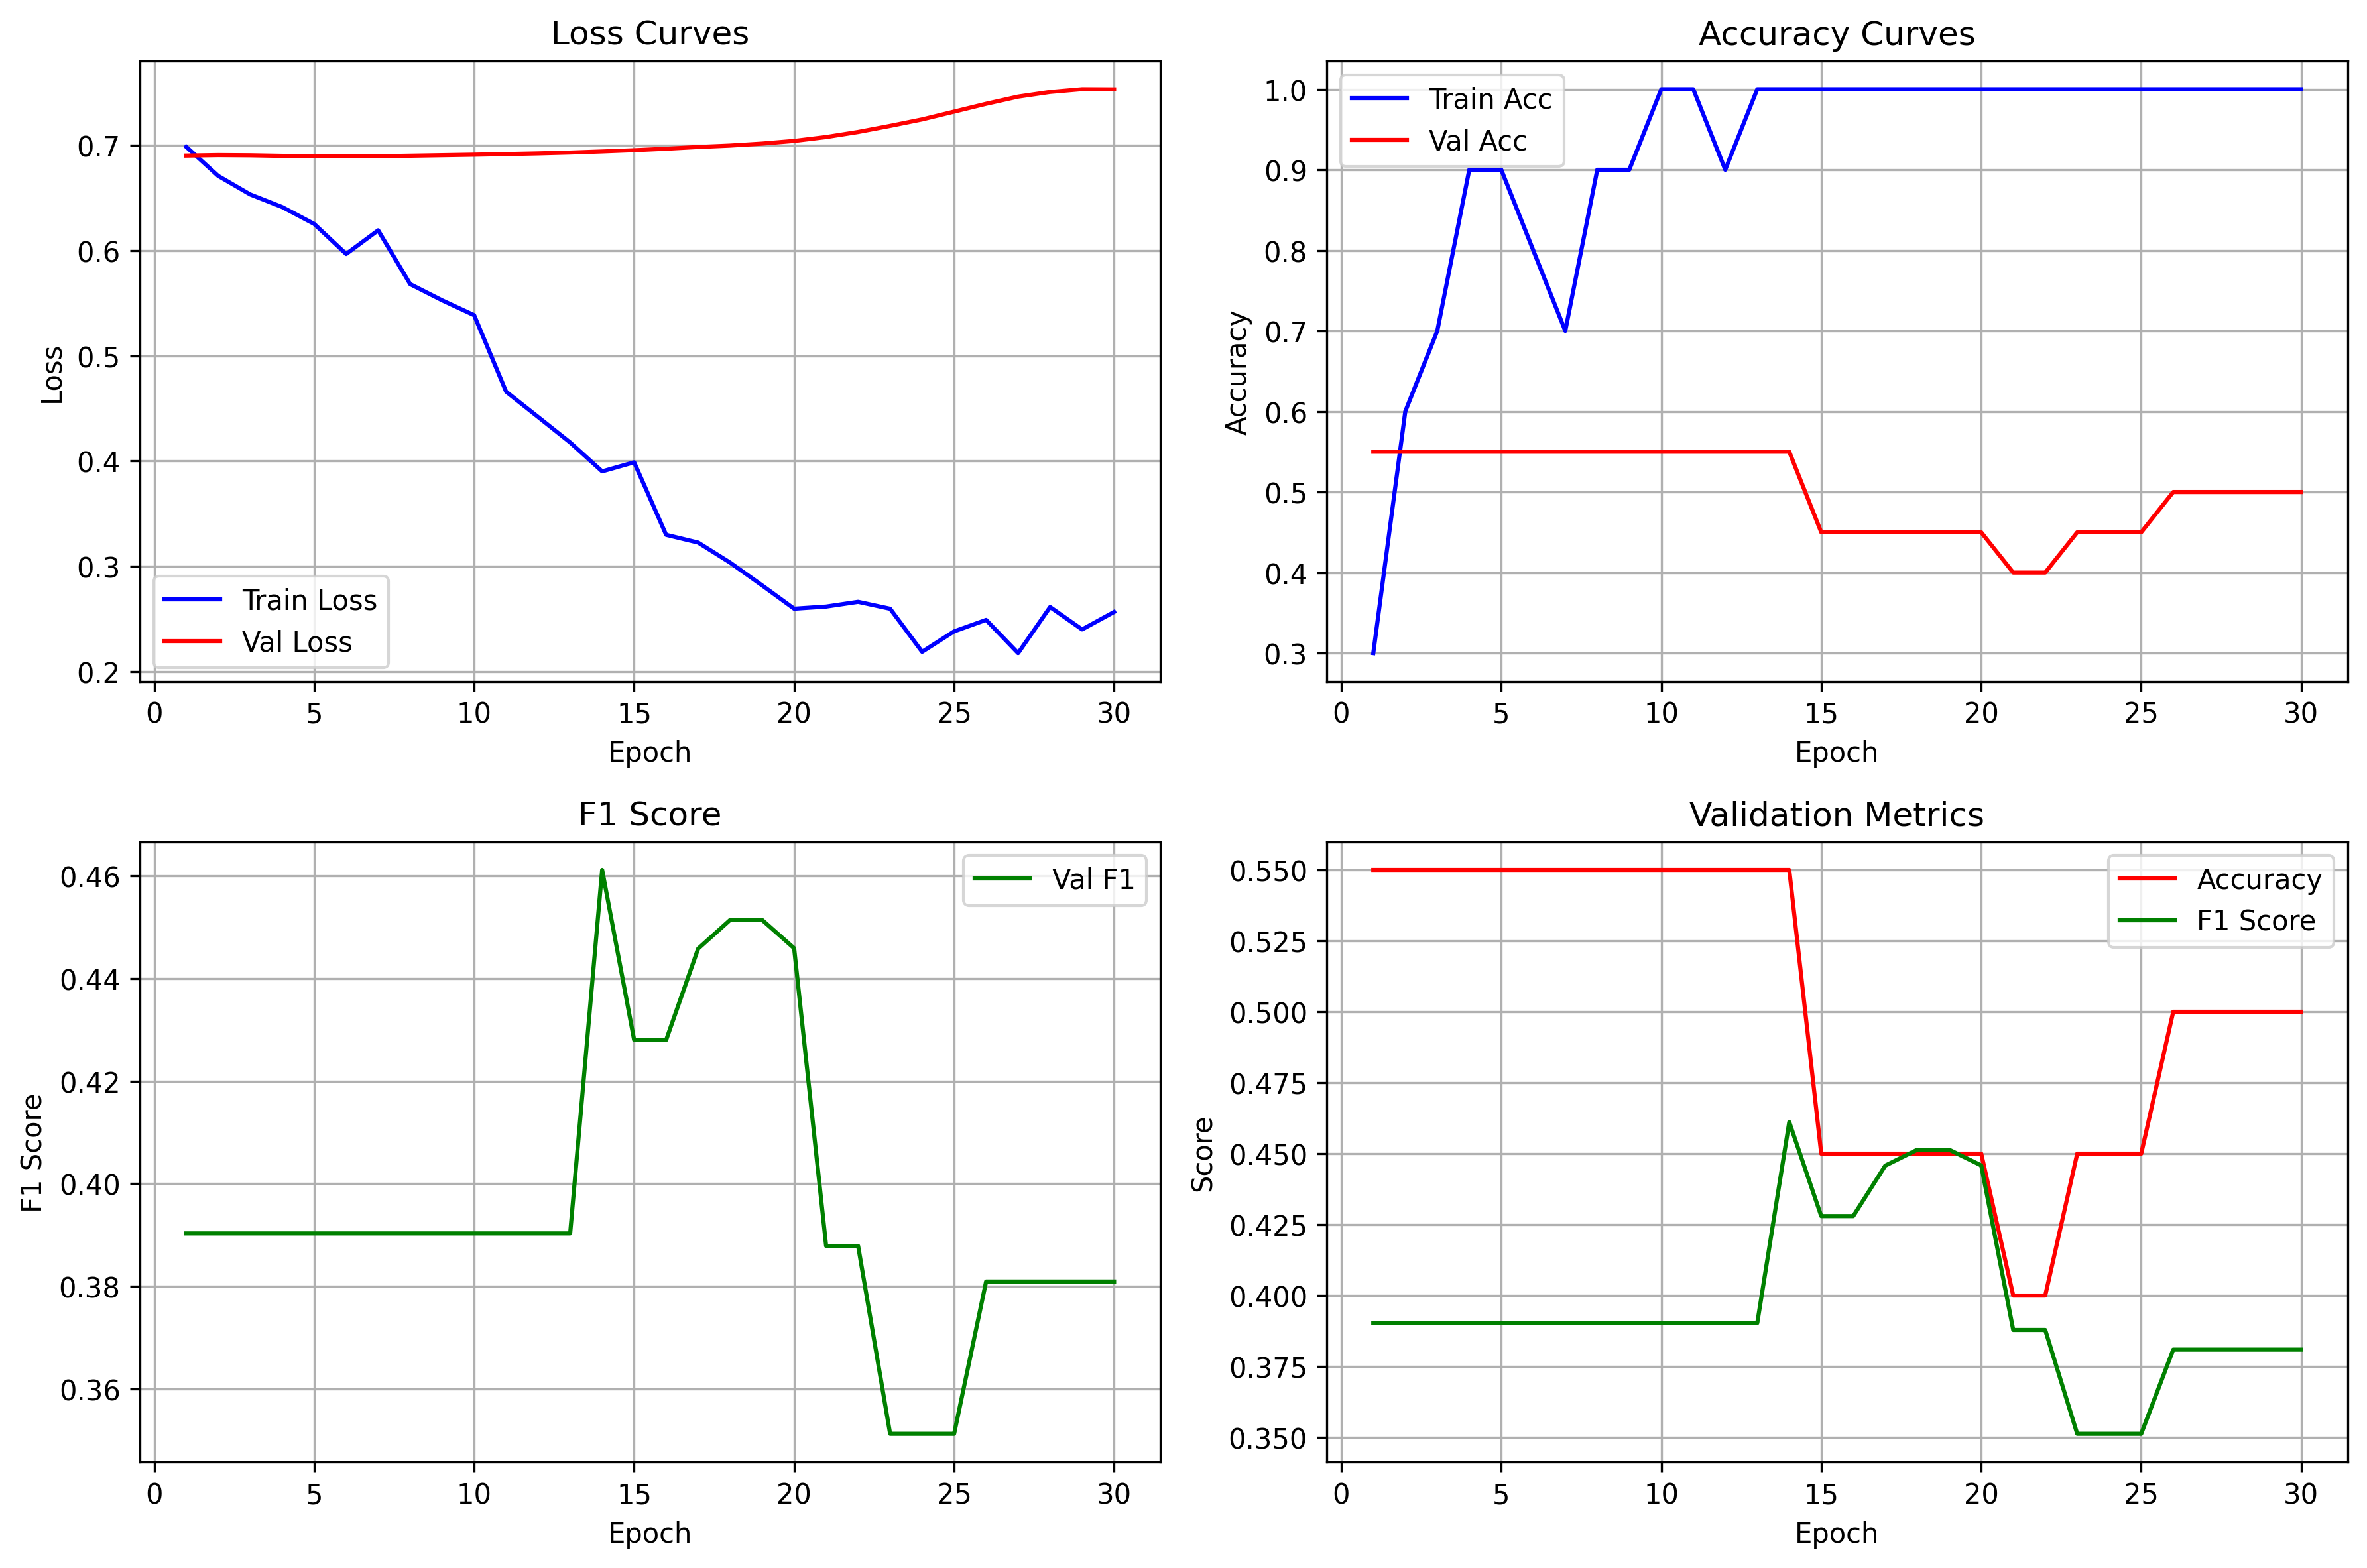 Loss Curves
0.7
0.6
0.5
0.4
0.3
0.2
Loss
Train Loss
Val Loss
0 5 10 15 20 25 30
Epoch
Accuracy Curves
1.0
0.9
0.8
0.7
0.6
0.5
0.4
0.3
Accuracy
Train Acc
Val Acc
0 5 10 15 20 25 30
Epoch
F1 Score
0.46
0.44
0.42
0.40
0.38
0.36
F1 Score
Val F1
0 5 10 15 20 25 30
Epoch
Validation Metrics
0.550
0.525
0.500
0.475
0.450
0.425
0.400
0.375
0.350
Score
Accuracy
F1 Score
0 5 10 15 20 25 30
Epoch